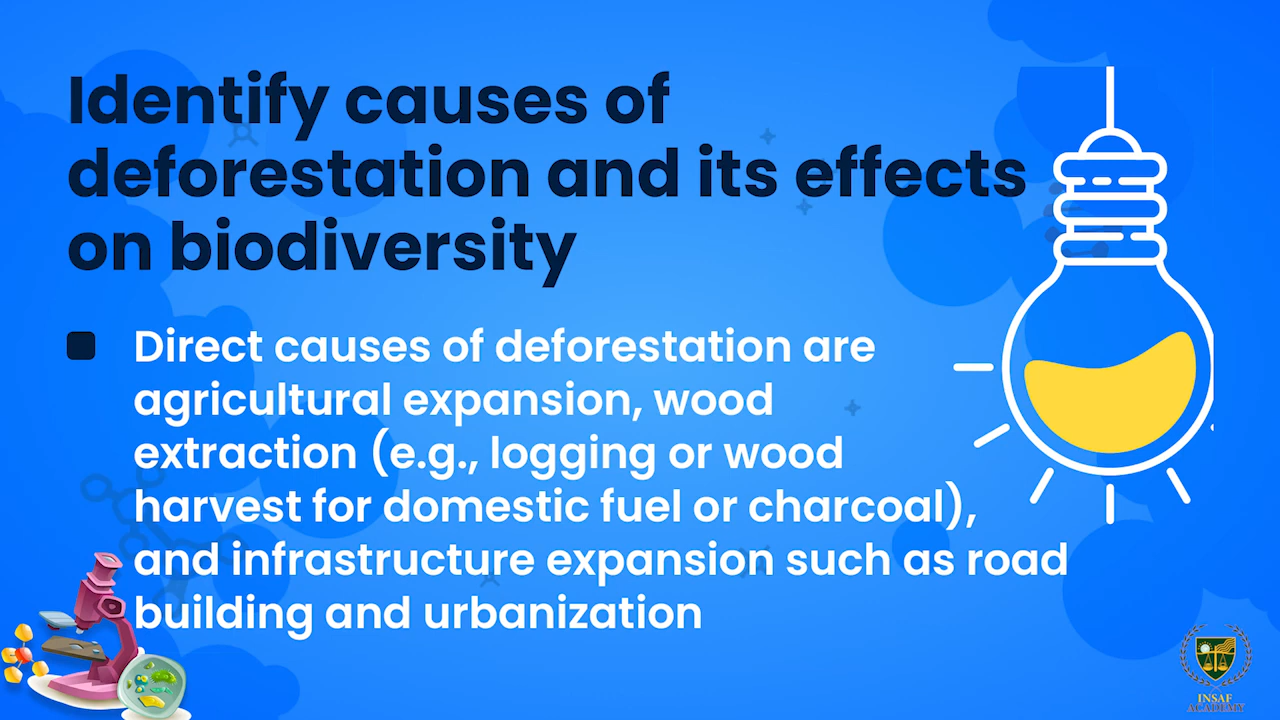 Identify causes of
deforestation and its effects
on biodiversity
Direct causes of deforestation are
agricultural expansion, wood
extraction (e.g., logging or wood
harvest for domestic fuel or charcoal),
and infrastructure expansion such as road
building and urbanization
INSAF
ACADEMY